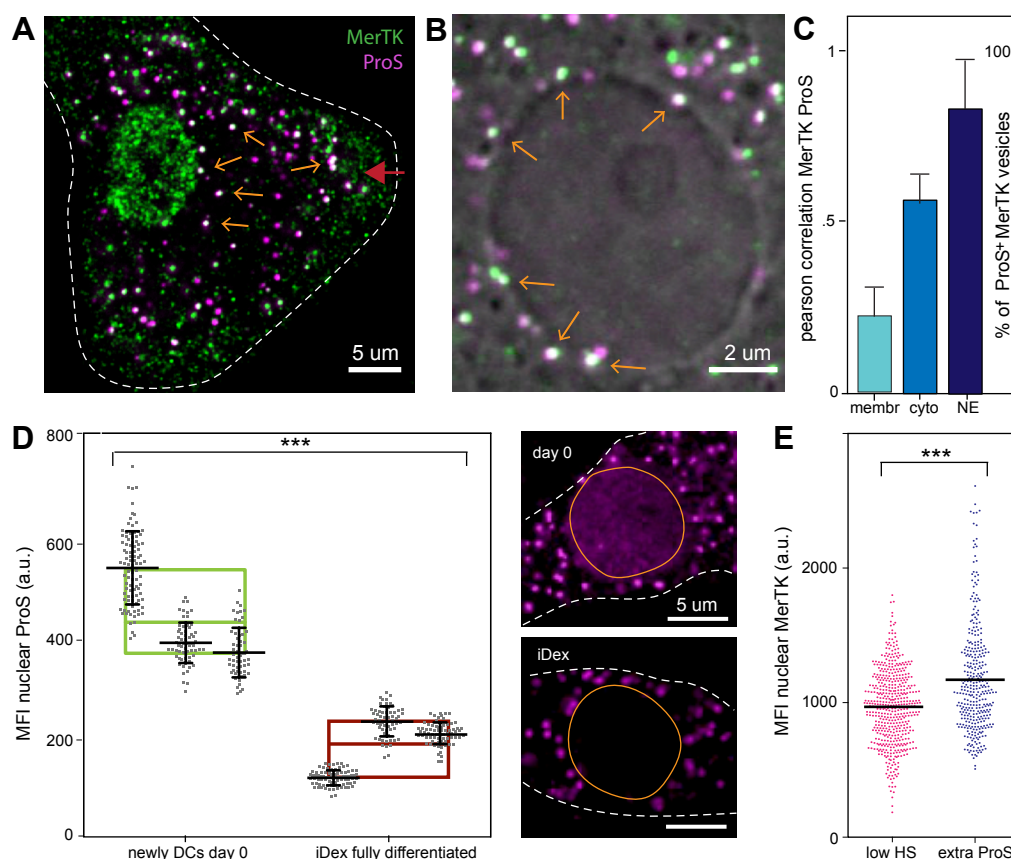 A
MerTK
ProS
5 um
B
2 um
C
pearson correlation MerTK ProS
1
.5
0
membr cyto NE
100
% of ProS⁺ MerTK vesicles
D
MFI nuclear ProS (a.u.)
800
600
400
200
0
***
newly DCs day 0 iDex fully differentiated
day 0
5 um
iDex
E
MFI nuclear MerTK (a.u.)
***
2000
1000
0
low HS extra ProS